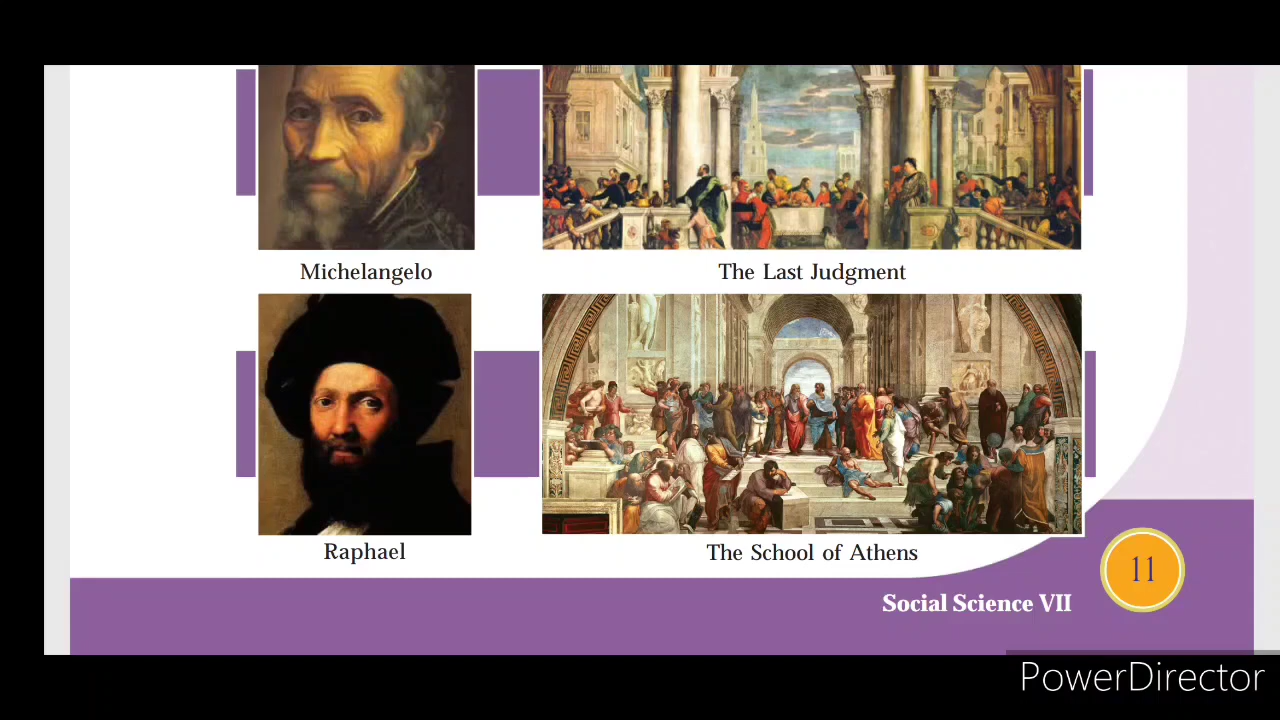 Michelangelo
The Last Judgment
Raphael
The School of Athens
11
Social Science VII
PowerDirector